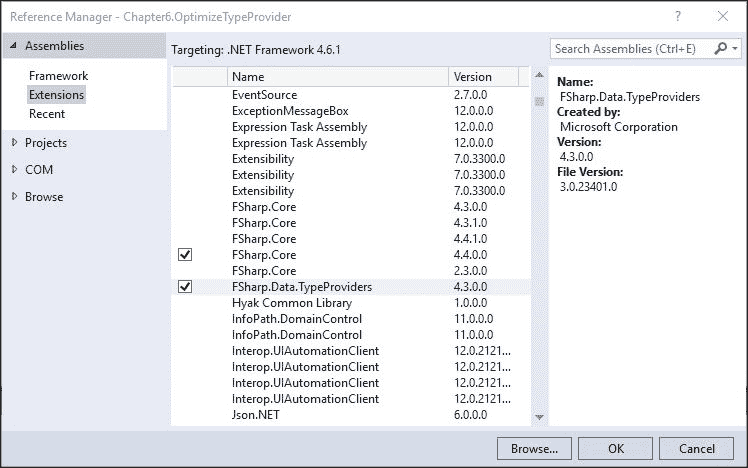 Reference Manager - Chapter6.OptimizeTypeProvider
Assemblies
Framework
Extensions
Recent
Projects
COM
Browse
Targeting: .NET Framework 4.6.1
Name Version
EventSource 2.7.0.0
ExceptionMessageBox 12.0.0.0
Expression Task Assembly 12.0.0.0
Expression Task Assembly 12.0.0.0
Extensibility 7.0.3300.0
Extensibility 7.0.3300.0
Extensibility 7.0.3300.0
FSharp.Core 4.3.0.0
FSharp.Core 4.3.1.0
FSharp.Core 4.4.1.0
FSharp.Core 4.4.0.0
FSharp.Core 2.3.0.0
FSharp.Data.TypeProviders 4.3.0.0
Hyak Common Library 1.0.0.0
InfoPath.DomainControl 11.0.0.0
InfoPath.DomainControl 11.0.0.0
Interop.UIAutomationClient 12.0.2121...
Interop.UIAutomationClient 12.0.2121...
Interop.UIAutomationClient 12.0.2121...
Interop.UIAutomationClient 12.0.2121...
Json.NET 6.0.0.0
Search Assemblies (Ctrl+E)
Name:
FSharp.Data.TypeProviders
Created by:
Microsoft Corporation
Version:
4.3.0.0
File Version:
3.0.23401.0
Browse... OK Cancel